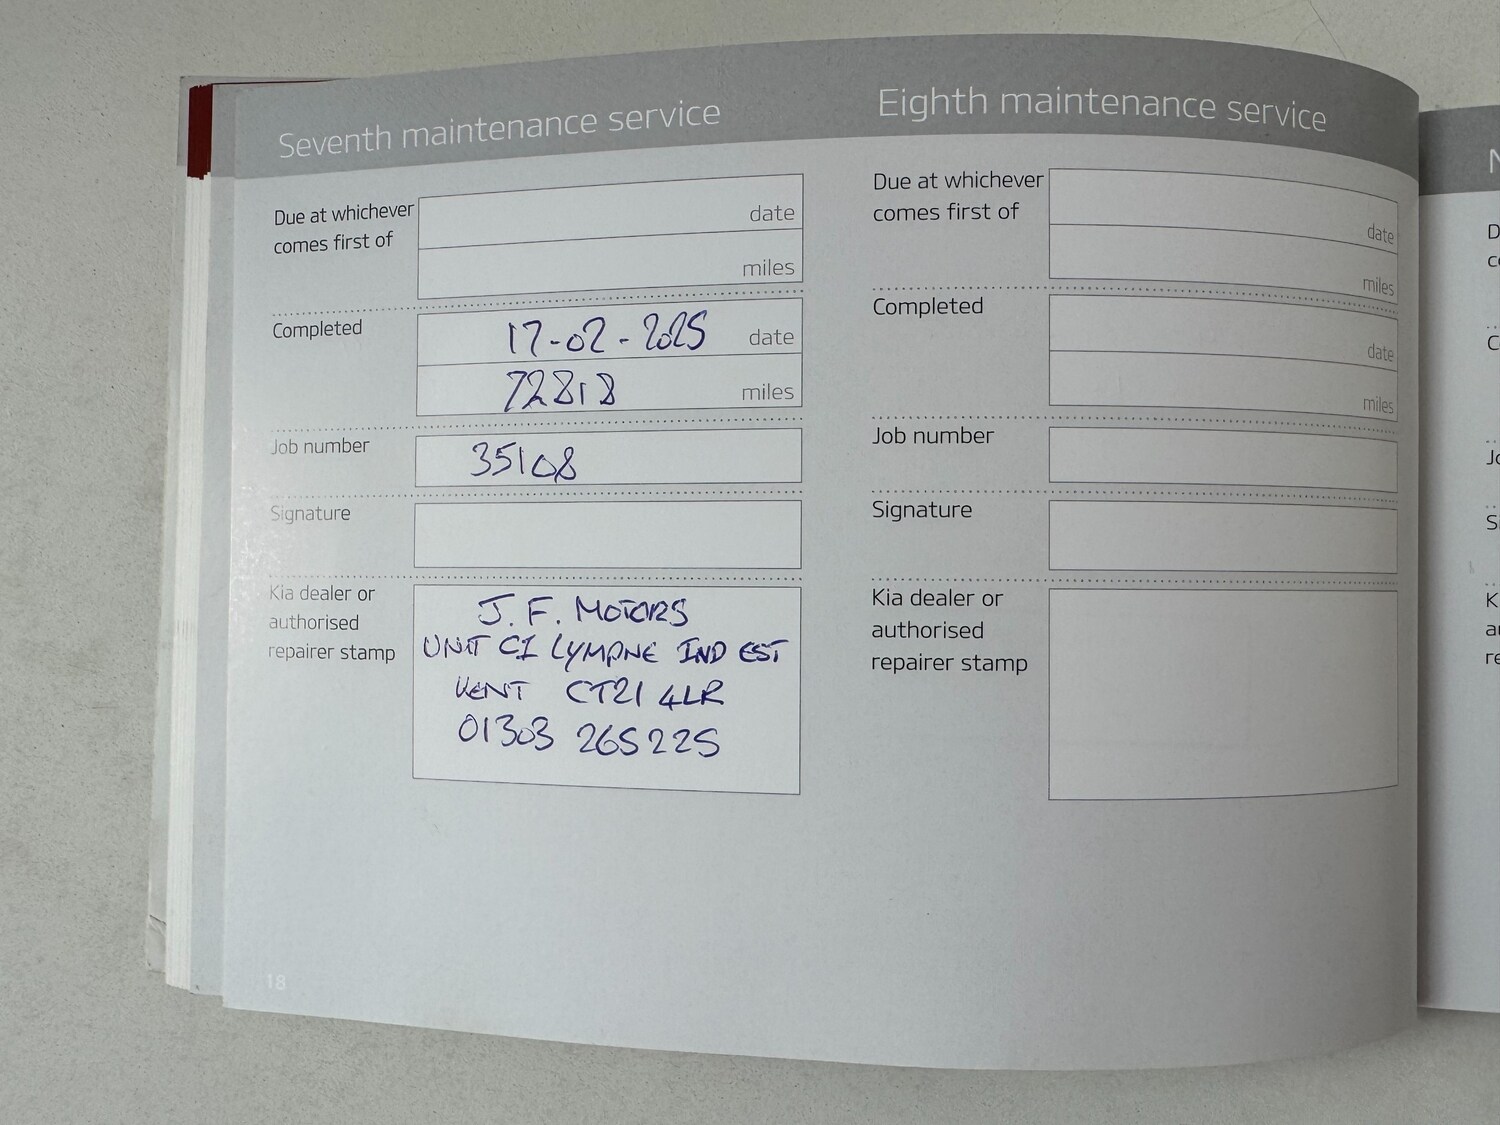 Seventh maintenance service
Due at whichever
comes first of
date
miles
Completed
17-02-2025 date
72818 miles
Job number
35108
Signature
Kia dealer or
authorised
repairer stamp
J. F. MOTORS
UNIT C1 LYMPNE IND EST
KENT CT21 4LR
01303 265225
18
Eighth maintenance service
Due at whichever
comes first of
date
miles
Completed
date
miles
Job number
Signature
Kia dealer or
authorised
repairer stamp